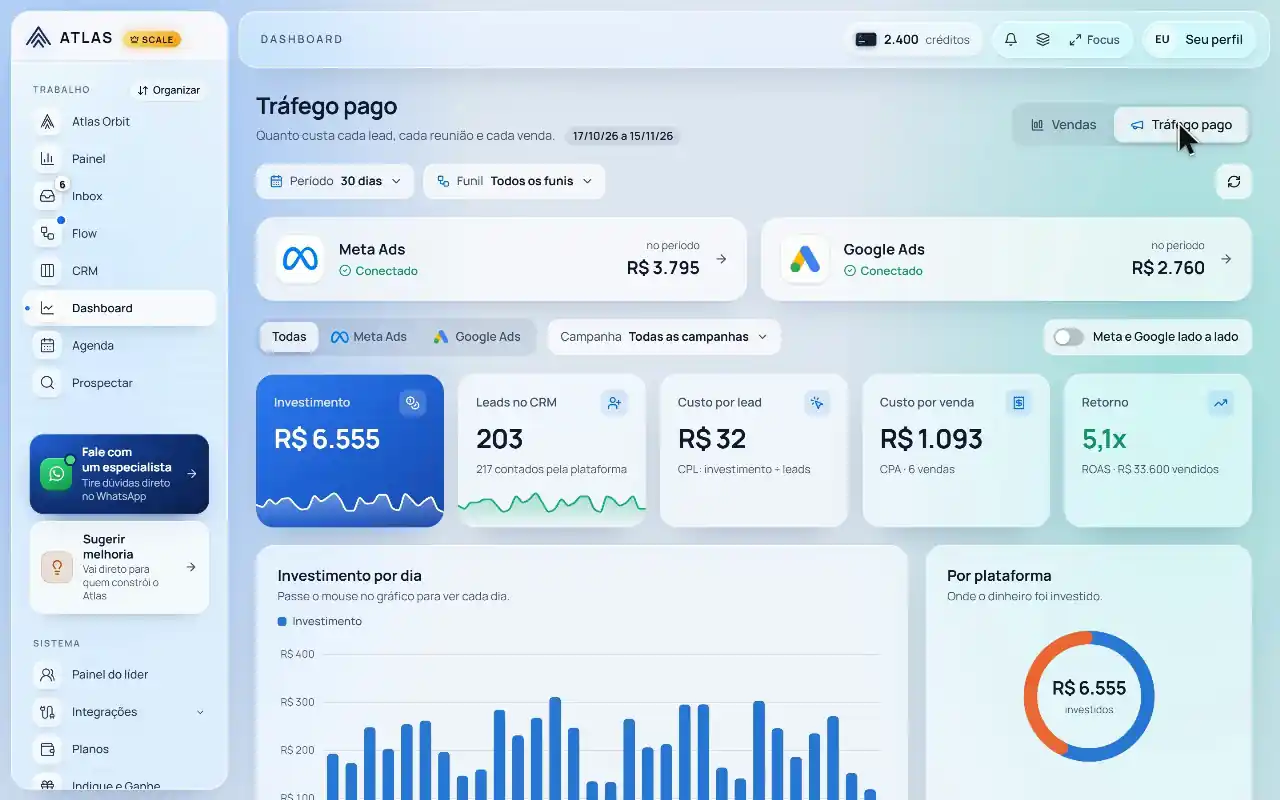 ATLAS
SCALE
TRABALHO
Organizar
Atlas Orbit
Painel
6
Inbox
Flow
CRM
Dashboard
Agenda
Prospectar
Fale com
um especialista
Tire dúvidas direto
no WhatsApp
Sugerir
melhoria
Vai direto para
quem constrói o
Atlas
SISTEMA
Painel do líder
Integrações
Planos
Indique e Ganhe
DASHBOARD
2.400 créditos
Focus
EU
Seu perfil
Tráfego pago
Quanto custa cada lead, cada reunião e cada venda.
17/10/26 a 15/11/26
Vendas
Tráfego pago
Período 30 dias
Funil Todos os funis
Meta Ads
Conectado
no período
R$ 3.795
Google Ads
Conectado
no período
R$ 2.760
Todas
Meta Ads
Google Ads
Campanha Todas as campanhas
Meta e Google lado a lado
Investimento
R$ 6.555
Leads no CRM
203
217 contados pela plataforma
Custo por lead
R$ 32
CPL: investimento ÷ leads
Custo por venda
R$ 1.093
CPA · 6 vendas
Retorno
5,1x
ROAS · R$ 33.600 vendidos
Investimento por dia
Passe o mouse no gráfico para ver cada dia.
Investimento
R$ 400
R$ 300
R$ 200
R$ 100
Por plataforma
Onde o dinheiro foi investido.
R$ 6.555
investidos